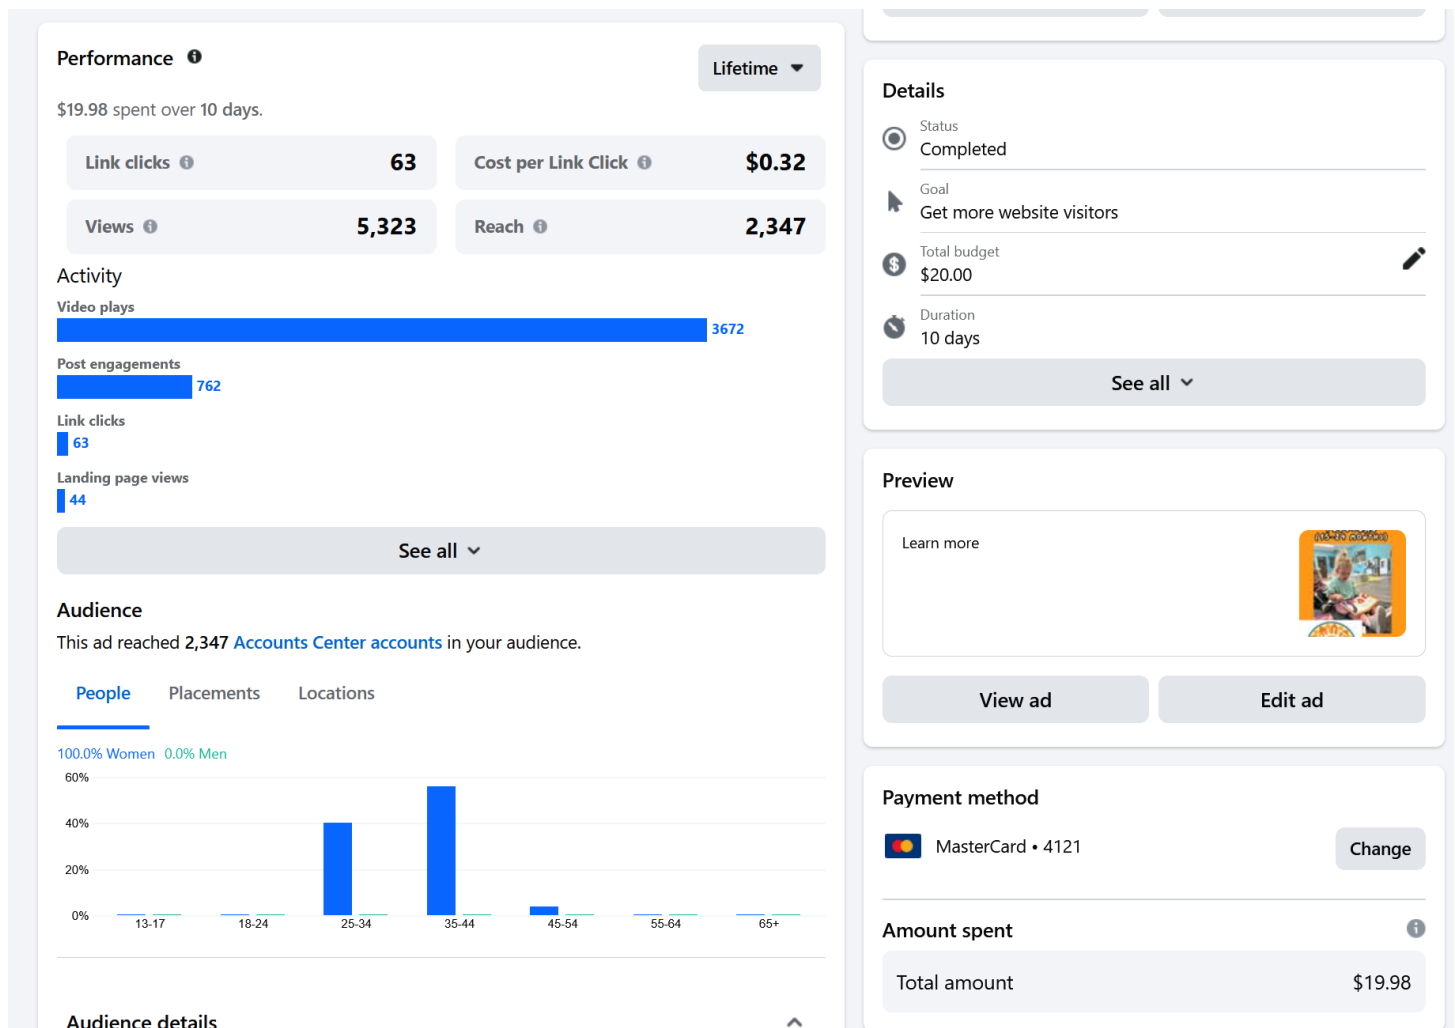 Performance
Lifetime
$19.98 spent over 10 days.
Link clicks 63
Cost per Link Click $0.32
Views 5,323
Reach 2,347
Activity
Video plays
3672
Post engagements
762
Link clicks
63
Landing page views
44
See all
Audience
This ad reached 2,347 Accounts Center accounts in your audience.
People Placements Locations
100.0% Women 0.0% Men
60%
40%
20%
0%
13-17 18-24 25-34 35-44 45-54 55-64 65+
Audience details
Details
Status
Completed
Goal
Get more website visitors
Total budget
$20.00
Duration
10 days
See all
Preview
Learn more
View ad Edit ad
Payment method
MasterCard • 4121
Change
Amount spent
Total amount $19.98